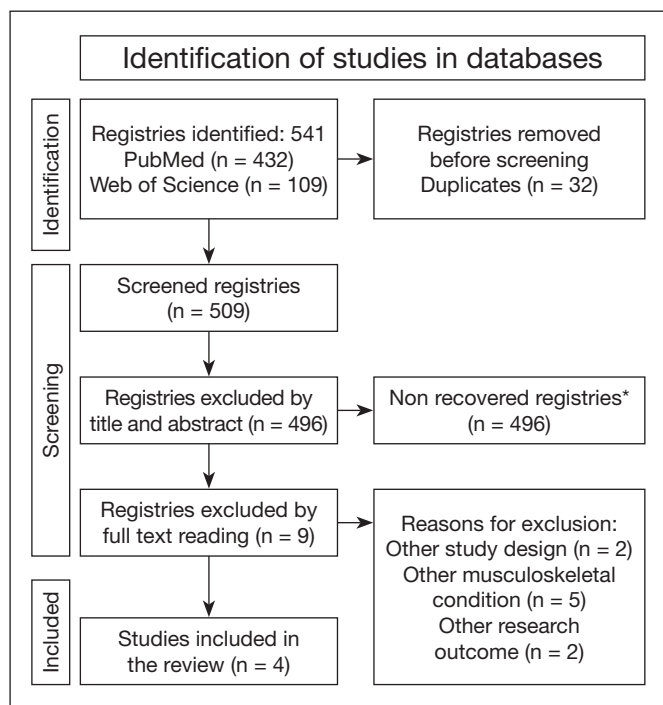 Identification of studies in databases
Identification
Registries identified: 541
PubMed (n = 432)
Web of Science (n = 109)
Registries removed
before screening
Duplicates (n = 32)
Screening
Screened registries
(n = 509)
Registries excluded by
title and abstract (n = 496)
Non recovered registries*
(n = 496)
Registries excluded by
full text reading (n = 9)
Reasons for exclusion:
Other study design (n = 2)
Other musculoskeletal
condition (n = 5)
Other research
outcome (n = 2)
Included
Studies included in
the review (n = 4)